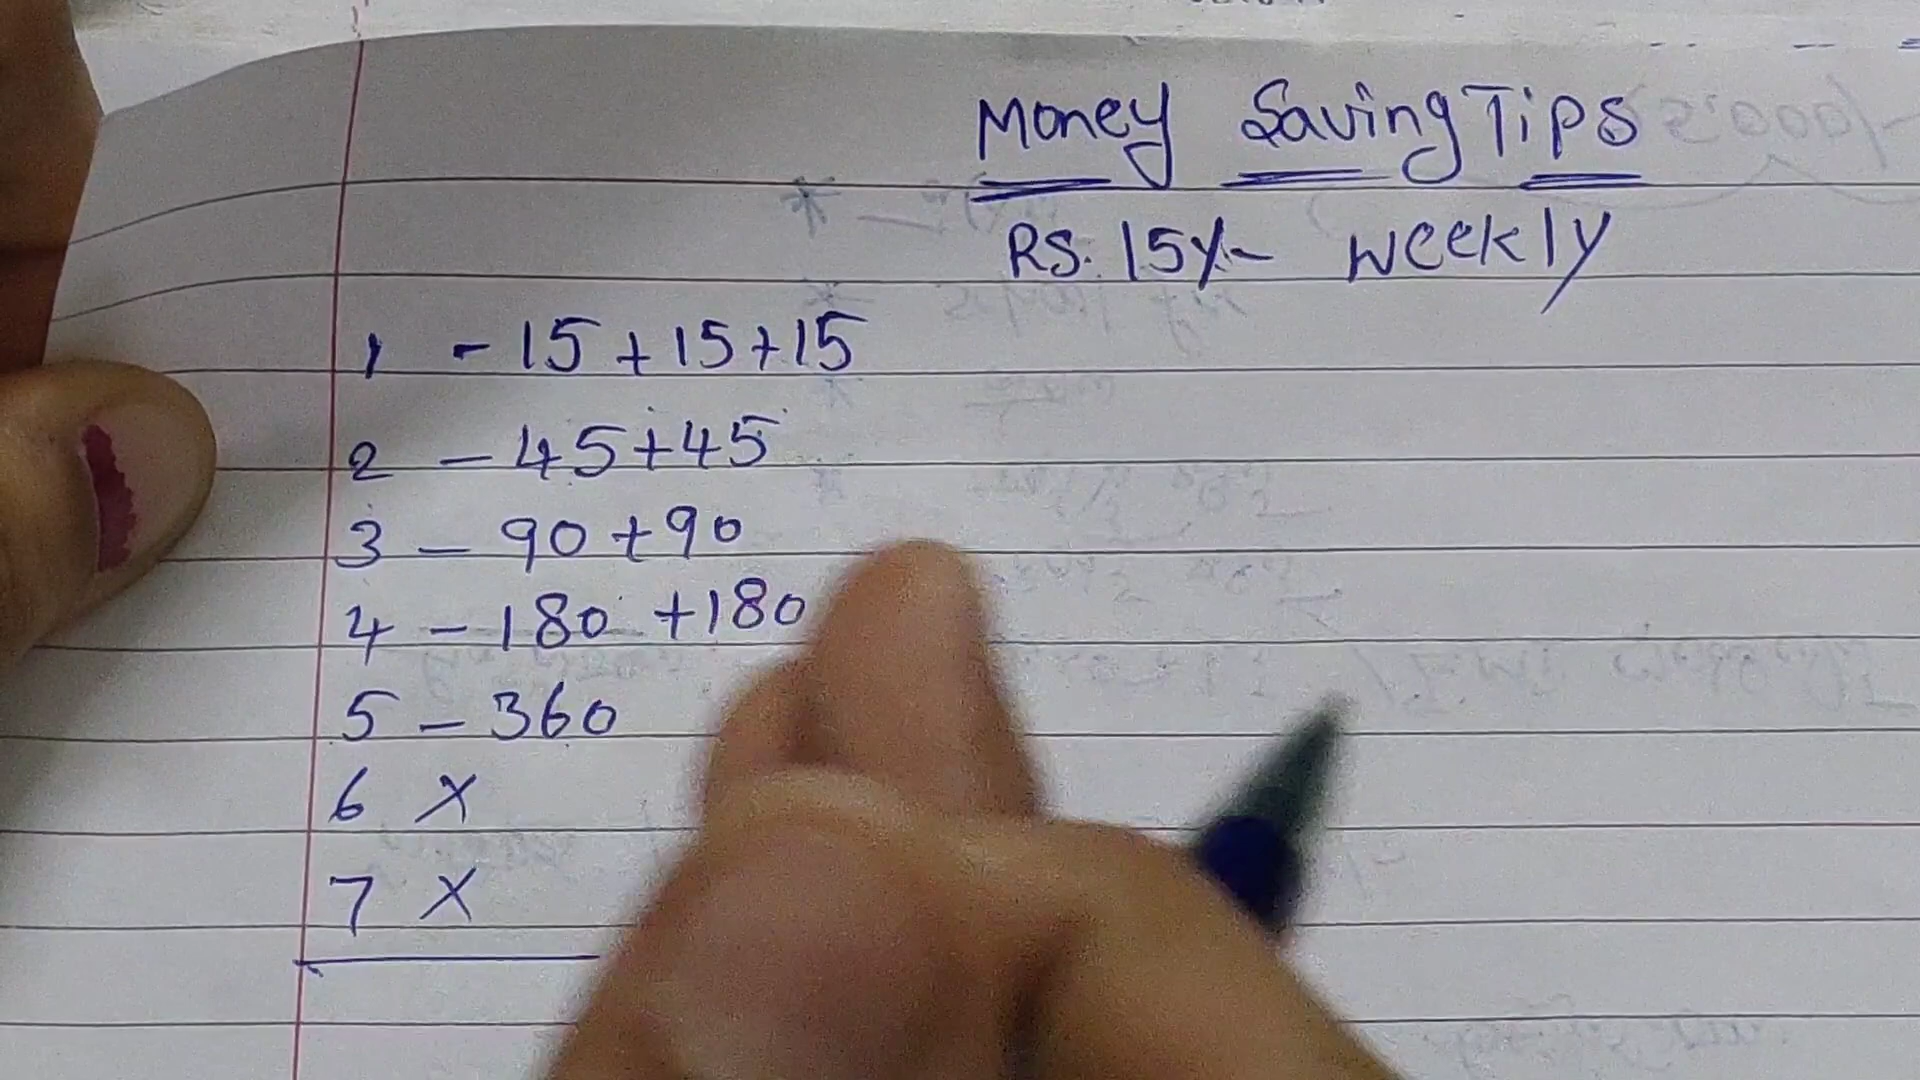 Money Saving Tips
RS. 15/- weekly
1 - 15 + 15 + 15
2 - 45 + 45
3 - 90 + 90
4 - 180 + 180
5 - 360
6 X
7 X